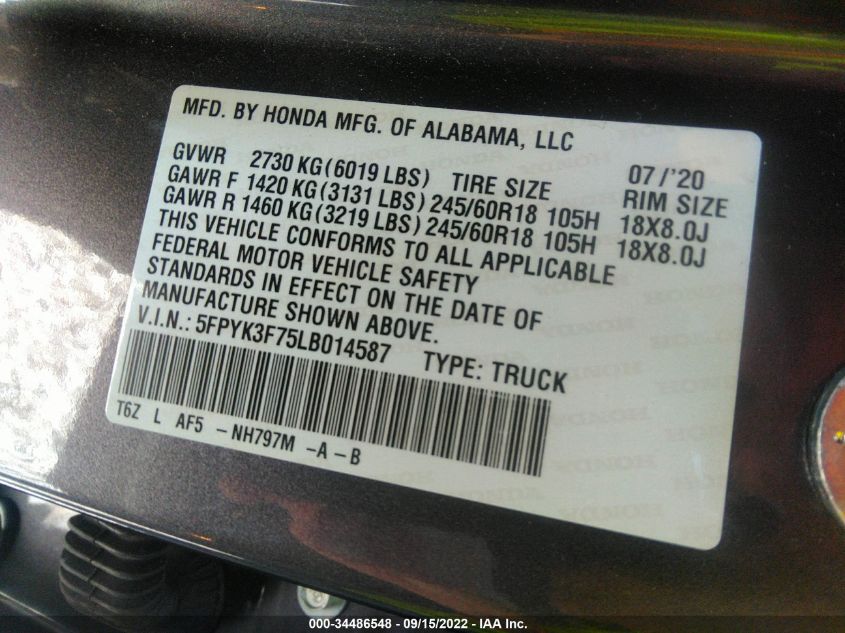 MFD. BY HONDA MFG. OF ALABAMA, LLC
GVWR 2730 KG(6019 LBS) TIRE SIZE 07/'20 RIM SIZE
GAWR F 1420 KG(3131 LBS) 245/60R18 105H 18X8.0J
GAWR R 1460 KG(3219 LBS) 245/60R18 105H 18X8.0J
THIS VEHICLE CONFORMS TO ALL APPLICABLE
FEDERAL MOTOR VEHICLE SAFETY
STANDARDS IN EFFECT ON THE DATE OF
MANUFACTURE SHOWN ABOVE.
V.I.N.: 5FPYK3F75LB014587 TYPE: TRUCK
T6Z L AF5 -NH797M -A-B
000-34486548 - 09/15/2022 - IAA Inc.